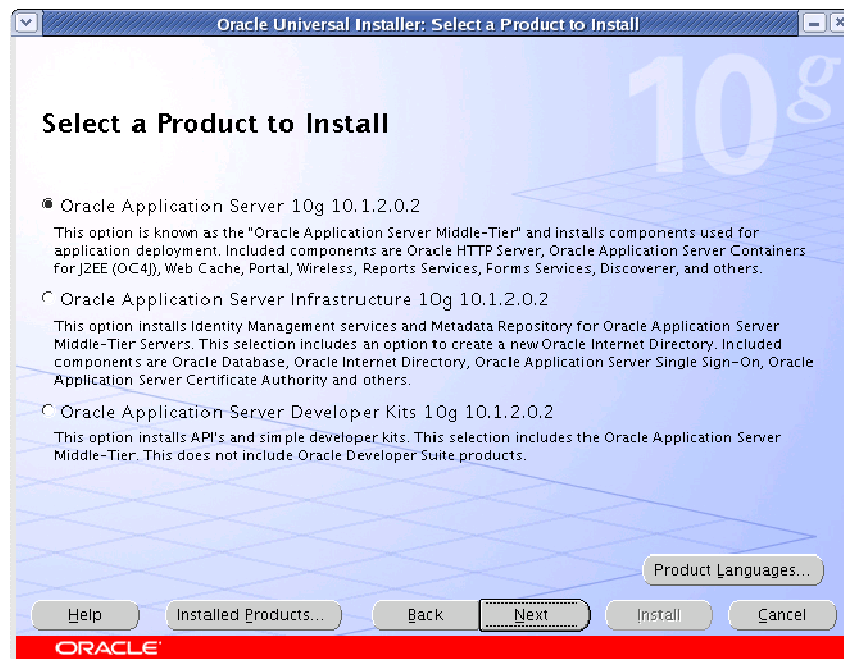 Oracle Universal Installer: Select a Product to Install
10g
Select a Product to Install
Oracle Application Server 10g 10.1.2.0.2
This option is known as the "Oracle Application Server Middle-Tier" and installs components used for
application deployment. Included components are Oracle HTTP Server, Oracle Application Server Containers
for J2EE (OC4J), Web Cache, Portal, Wireless, Reports Services, Forms Services, Discoverer, and others.
Oracle Application Server Infrastructure 10g 10.1.2.0.2
This option installs Identity Management services and Metadata Repository for Oracle Application Server
Middle-Tier Servers. This selection includes an option to create a new Oracle Internet Directory. Included
components are Oracle Database, Oracle Internet Directory, Oracle Application Server Single Sign-On, Oracle
Application Server Certificate Authority and others.
Oracle Application Server Developer Kits 10g 10.1.2.0.2
This option installs API's and simple developer kits. This selection includes the Oracle Application Server
Middle-Tier. This does not include Oracle Developer Suite products.
Product Languages...
Help Installed Products... Back Next Install Cancel
ORACLE